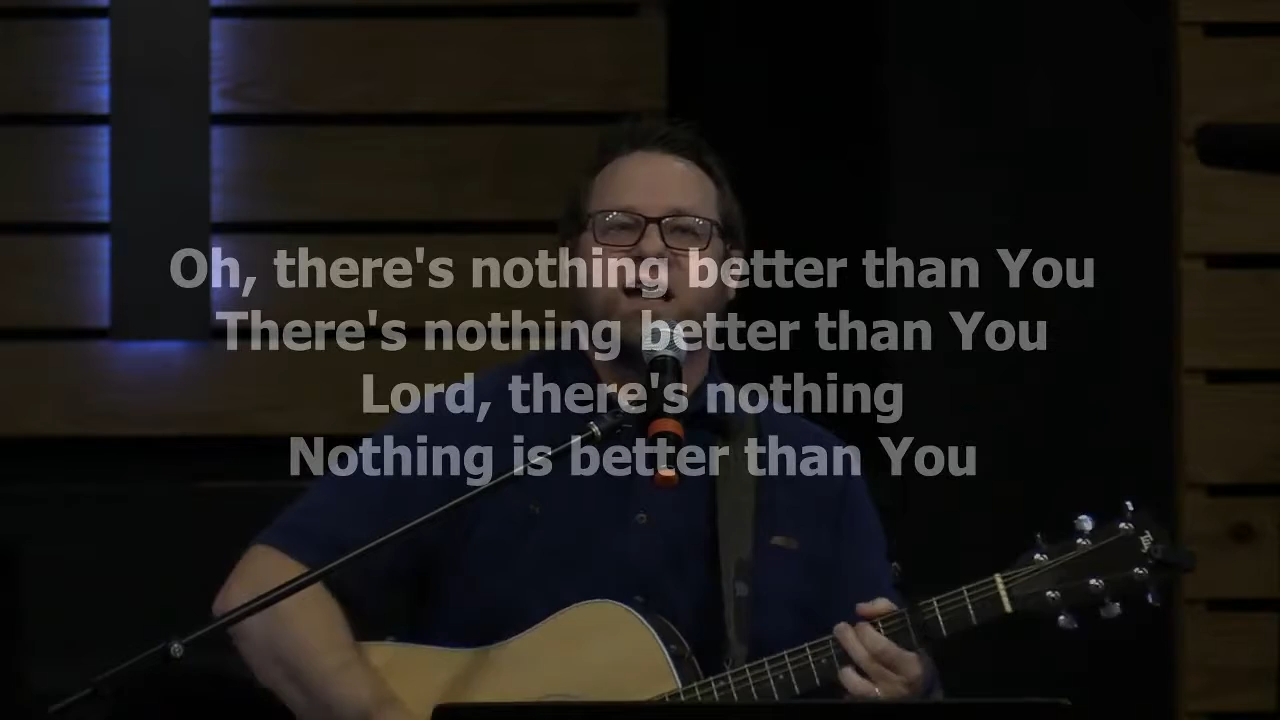 Oh, there's nothing better than You
There's nothing better than You
Lord, there's nothing
Nothing is better than You